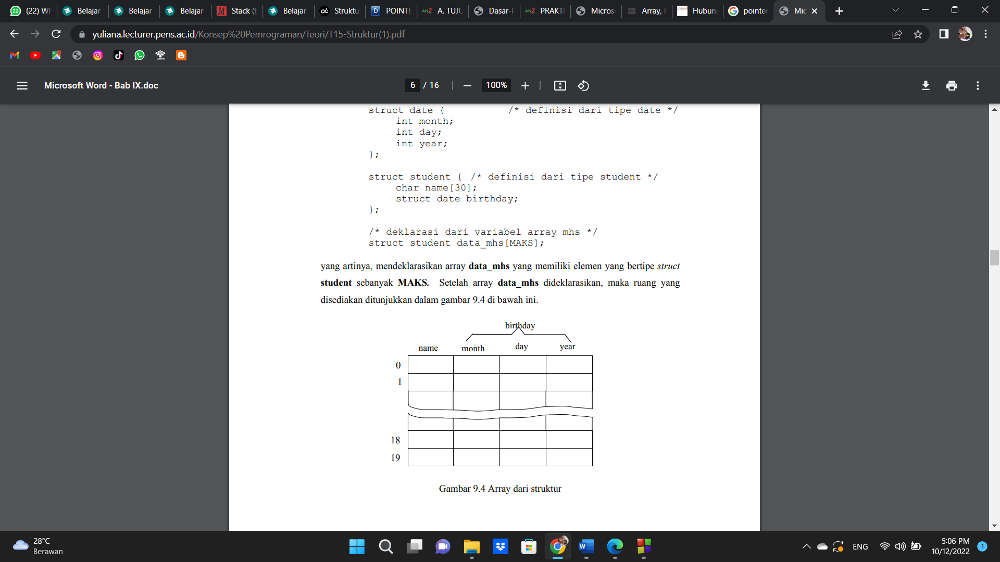 (22) Wh
Belajar
Belajar
Belajar
Stack (t
Belajar
Struktu
POINTE
A. TUJU
Dasar-F
PRAKTI
Micros
Array, F
Hubun
pointer
Mic
yuliana.lecturer.pens.ac.id/Konsep%20Pemrograman/Teori/T15-Struktur(1).pdf
Microsoft Word - Bab IX.doc
6 / 16
100%
struct date { /* definisi dari tipe date */
int month;
int day;
int year;
};
struct student { /* definisi dari tipe student */
char name[30];
struct date birthday;
};
/* deklarasi dari variabel array mhs */
struct student data_mhs[MAKS];
yang artinya, mendeklarasikan array data_mhs yang memiliki elemen yang bertipe struct
student sebanyak MAKS. Setelah array data_mhs dideklarasikan, maka ruang yang
disediakan ditunjukkan dalam gambar 9.4 di bawah ini.
birthday
name month day year
0
1
18
19
Gambar 9.4 Array dari struktur
28°C
Berawan
ENG
5:06 PM
10/12/2022
1